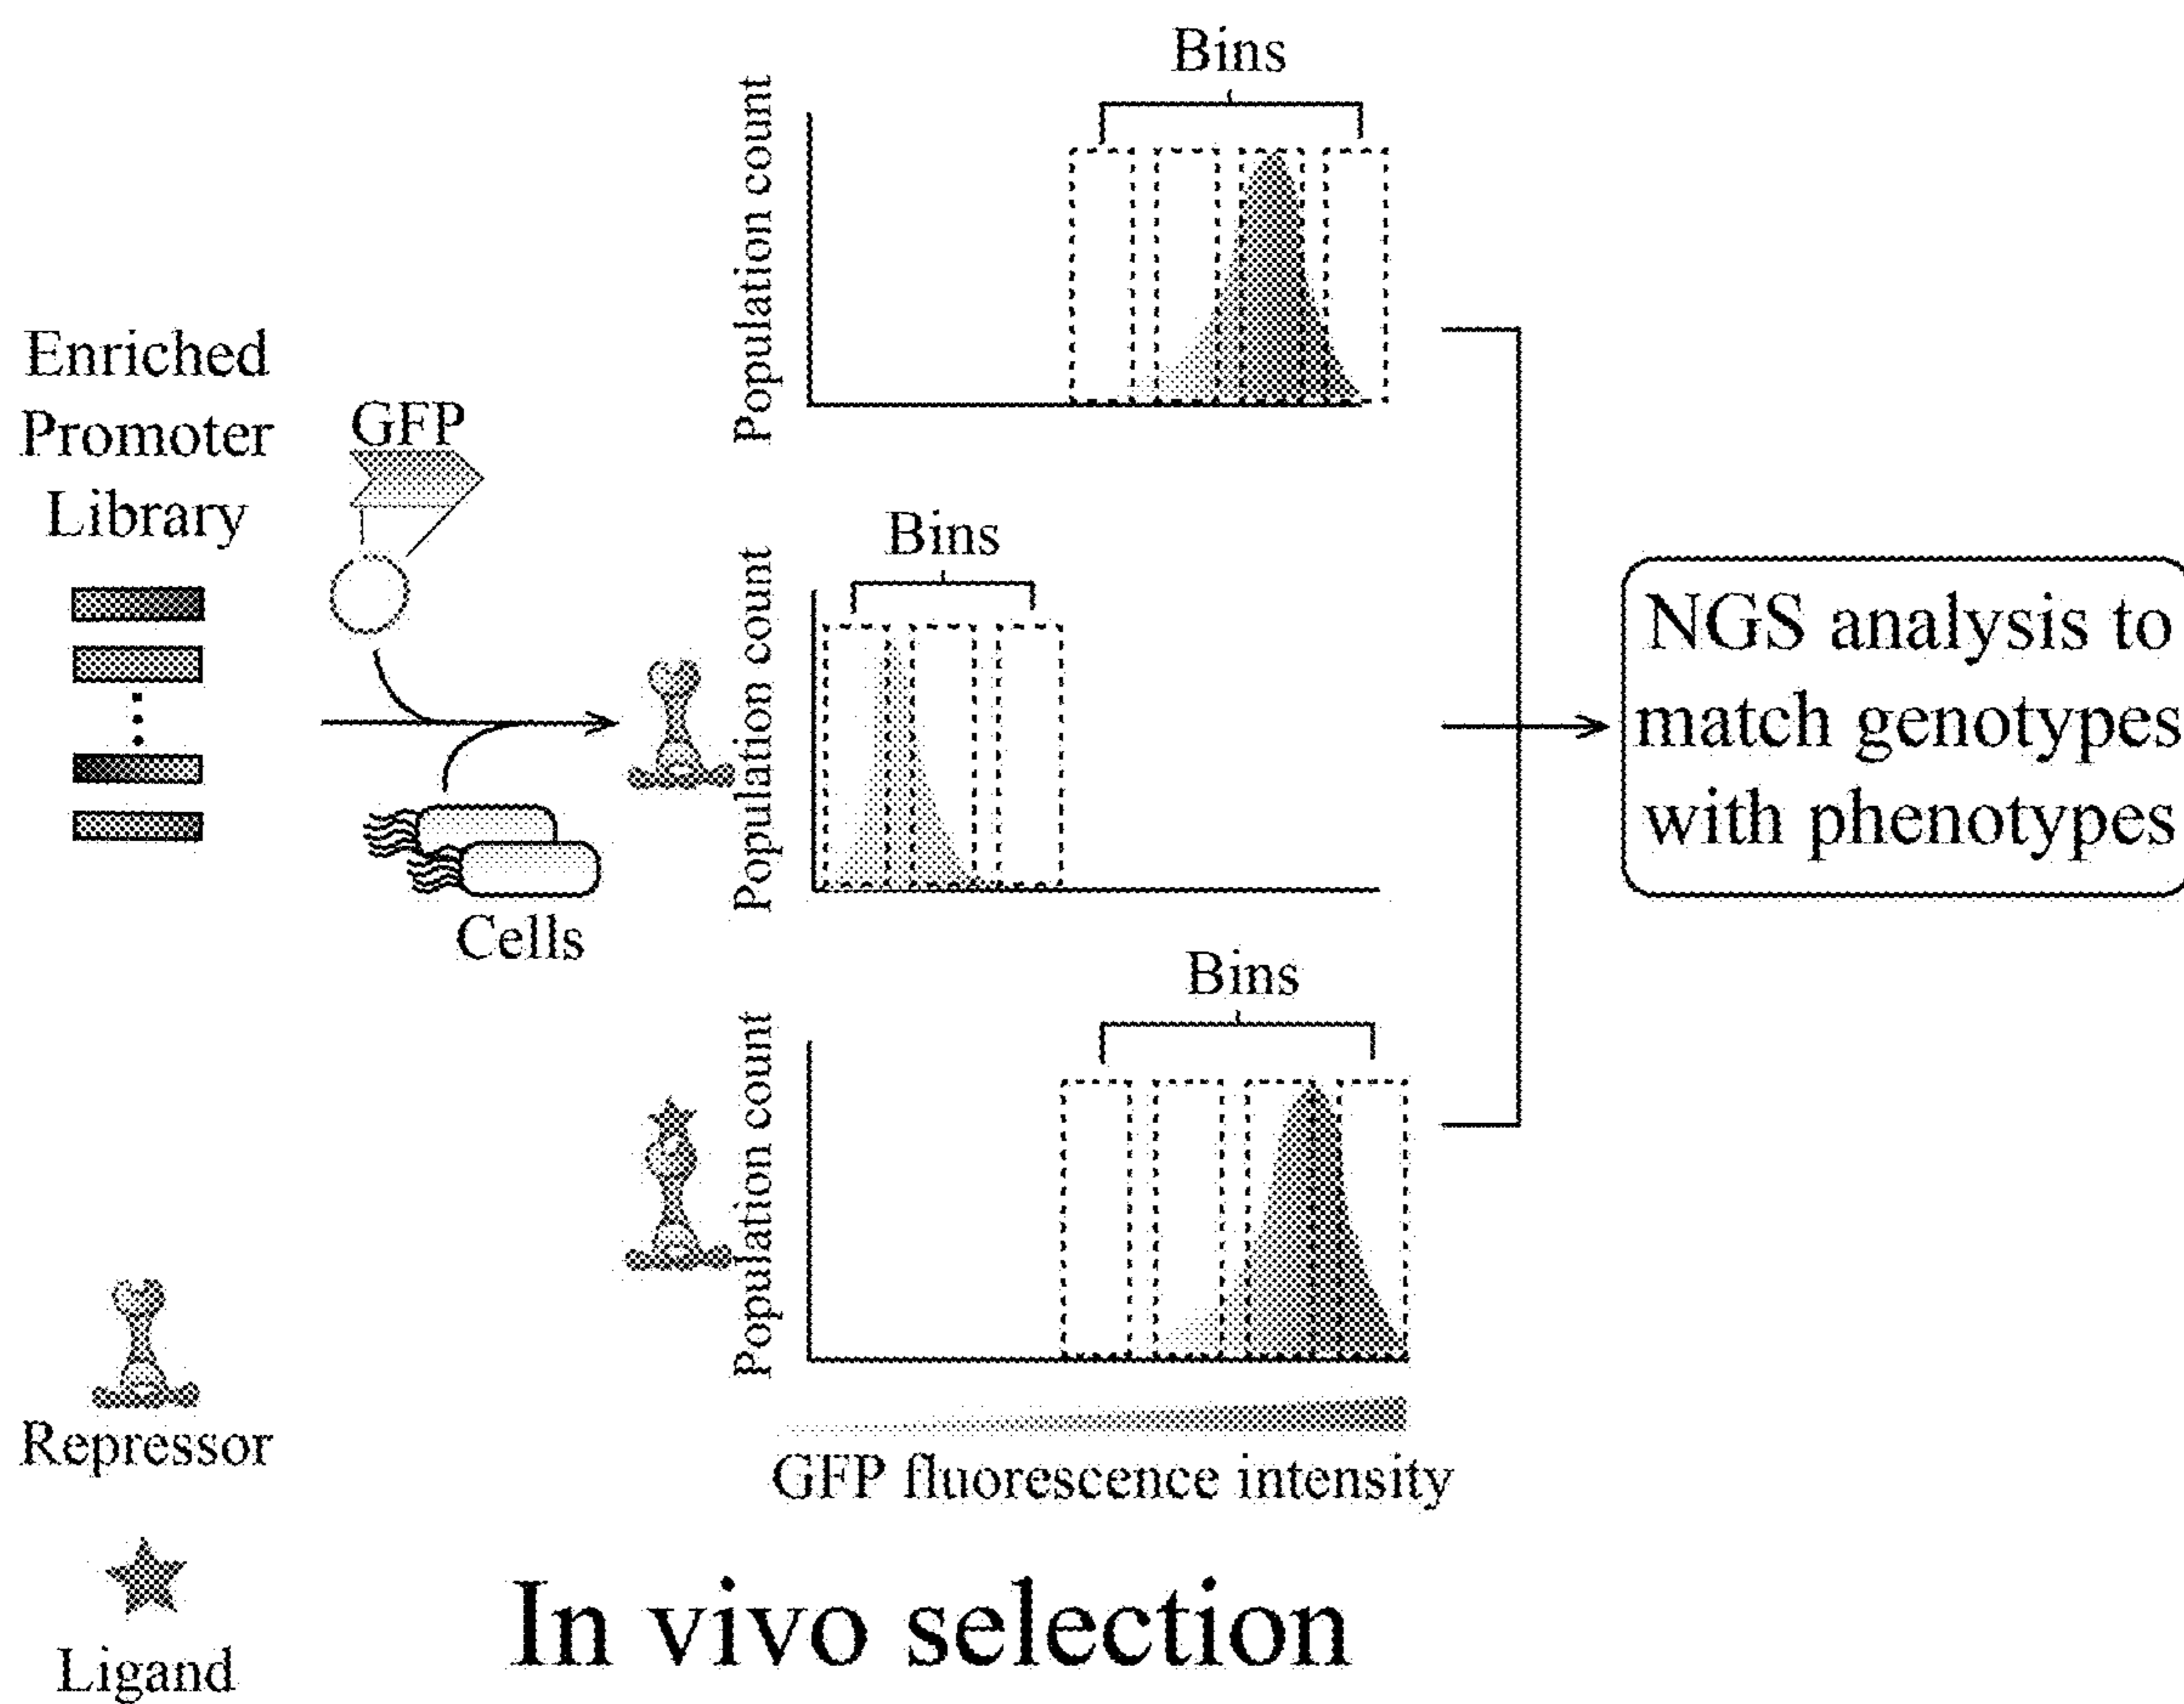 Enriched
Promoter
Library
GFP
Cells
Repressor
Ligand
Bins
Population count
Bins
Population count
Bins
Population count
GFP fluorescence intensity
NGS analysis to
match genotypes
with phenotypes
In vivo selection